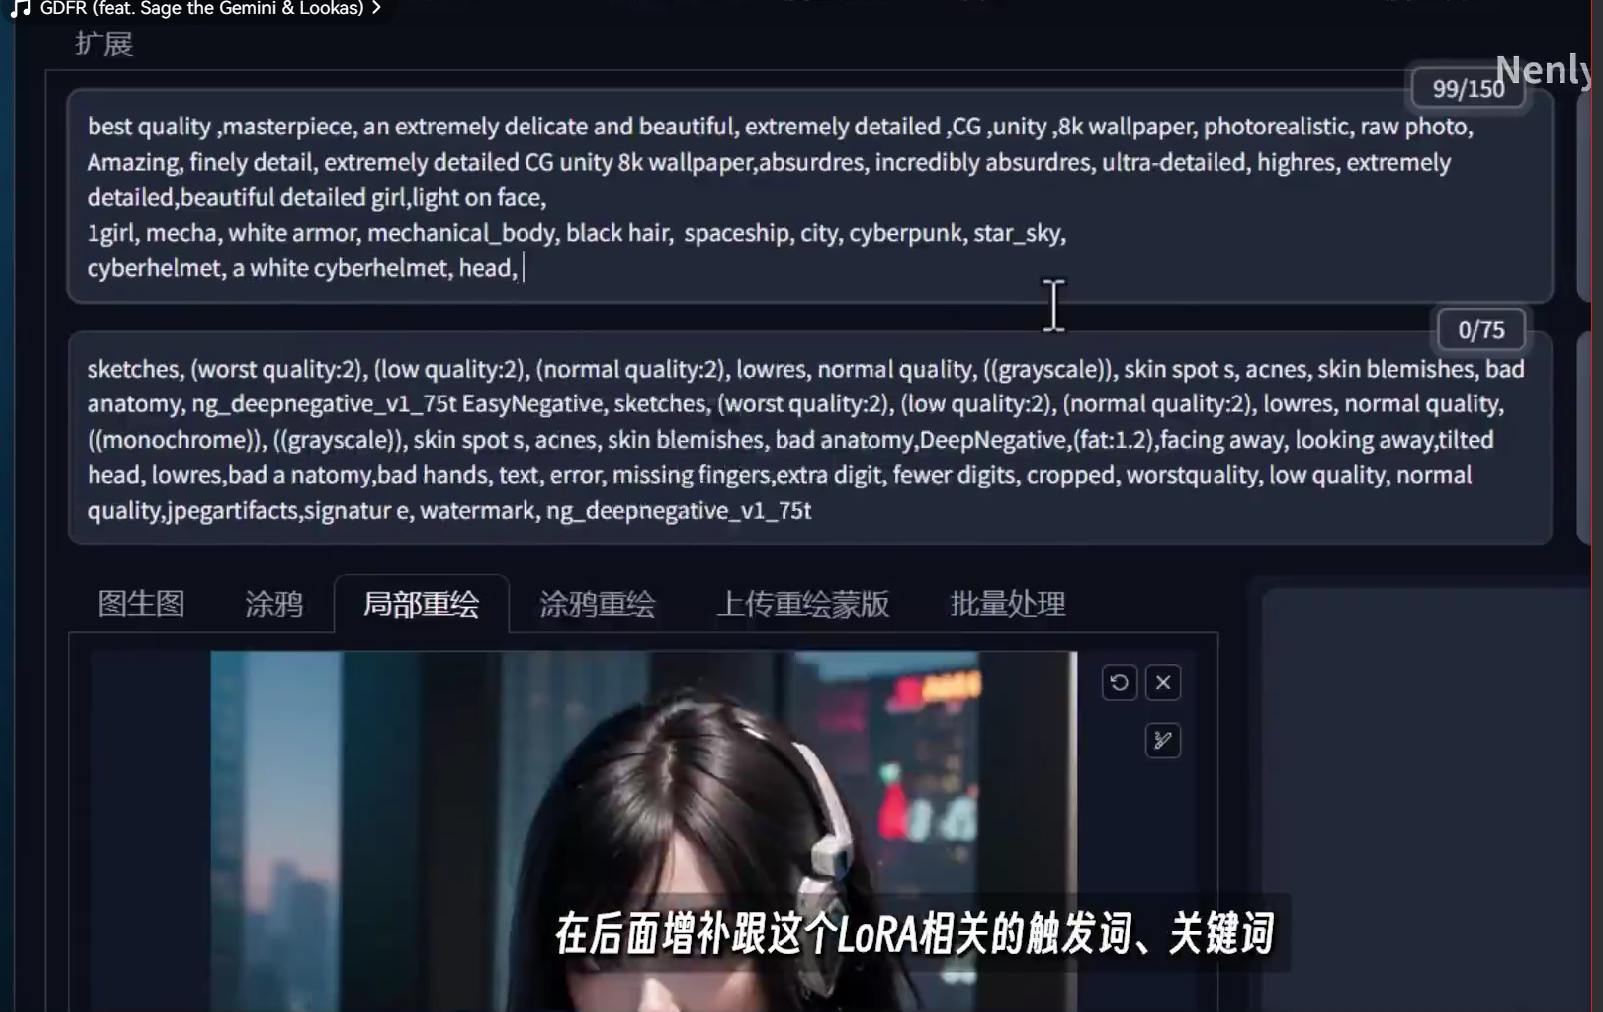 GDFR (feat. Sage the Gemini & Lookas)
扩展
Nenly
99/150
best quality ,masterpiece, an extremely delicate and beautiful, extremely detailed ,CG ,unity ,8k wallpaper, photorealistic, raw photo,
Amazing, finely detail, extremely detailed CG unity 8k wallpaper,absurdres, incredibly absurdres, ultra-detailed, highres, extremely
detailed,beautiful detailed girl,light on face,
1girl, mecha, white armor, mechanical_body, black hair,  spaceship, city, cyberpunk, star_sky,
cyberhelmet, a white cyberhelmet, head,
0/75
sketches, (worst quality:2), (low quality:2), (normal quality:2), lowres, normal quality, ((grayscale)), skin spot s, acnes, skin blemishes, bad
anatomy, ng_deepnegative_v1_75t EasyNegative, sketches, (worst quality:2), (low quality:2), (normal quality:2), lowres, normal quality,
((monochrome)), ((grayscale)), skin spot s, acnes, skin blemishes, bad anatomy,DeepNegative,(fat:1.2),facing away, looking away,tilted
head, lowres,bad a natomy,bad hands, text, error, missing fingers,extra digit, fewer digits, cropped, worstquality, low quality, normal
quality,jpegartifacts,signatur e, watermark, ng_deepnegative_v1_75t
图生图 涂鸦 局部重绘 涂鸦重绘 上传重绘蒙版 批量处理
在后面增补跟这个LoRA相关的触发词、关键词